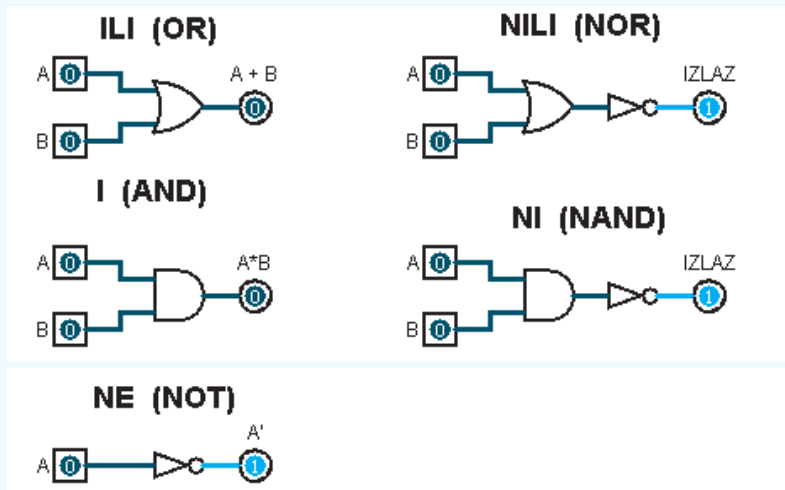 ILI (OR)
A 0
A + B
0
B 0
NILI (NOR)
A 0
IZLAZ
1
B 0
I (AND)
A 0
A*B
0
B 0
NI (NAND)
A 0
IZLAZ
1
B 0
NE (NOT)
A'
A 0 1